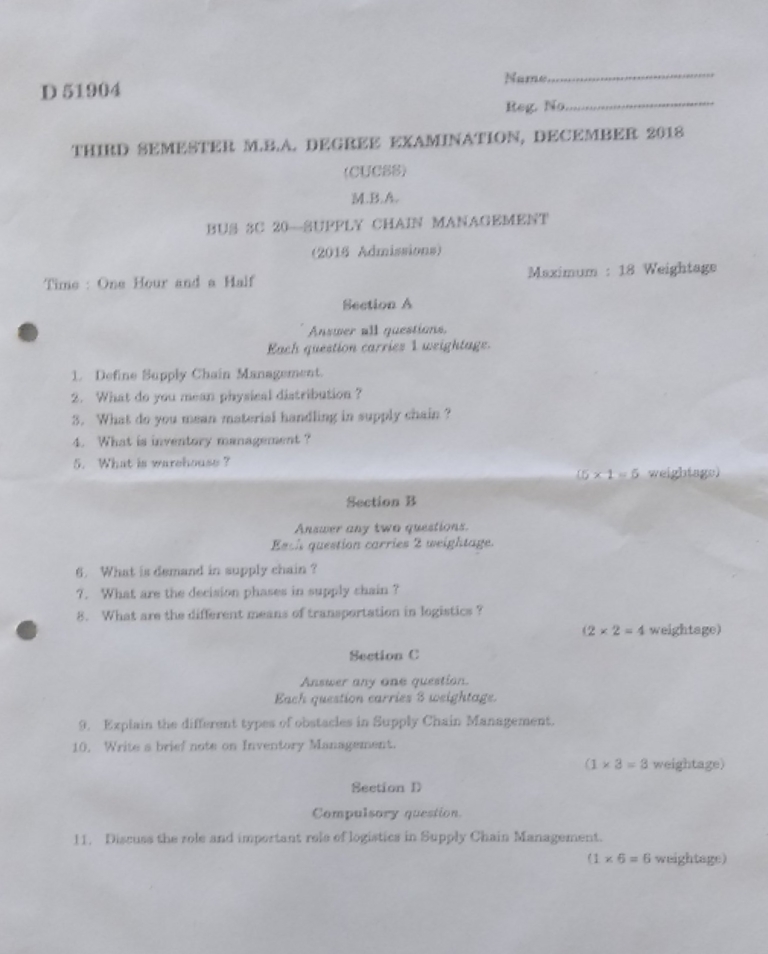 D 51904
Name
Reg. No
THIRD SEMESTER M.B.A. DEGREE EXAMINATION, DECEMBER 2018
(CUCSS)
M.B.A.
BUS 3C 20—SUPPLY CHAIN MANAGEMENT
(2016 Admissions)
Time : One Hour and a Half
Maximum : 18 Weightage
Section A
Answer all questions.
Each question carries 1 weightage.
1. Define Supply Chain Management.
2. What do you mean physical distribution ?
3. What do you mean material handling in supply chain ?
4. What is inventory management ?
5. What is warehouse ?
(5 × 1 = 5 weightage)
Section B
Answer any two questions.
Each question carries 2 weightage.
6. What is demand in supply chain ?
7. What are the decision phases in supply chain ?
8. What are the different means of transportation in logistics ?
(2 × 2 = 4 weightage)
Section C
Answer any one question.
Each question carries 3 weightage.
9. Explain the different types of obstacles in Supply Chain Management.
10. Write a brief note on Inventory Management.
(1 × 3 = 3 weightage)
Section D
Compulsory question.
11. Discuss the role and important role of logistics in Supply Chain Management.
(1 × 6 = 6 weightage)